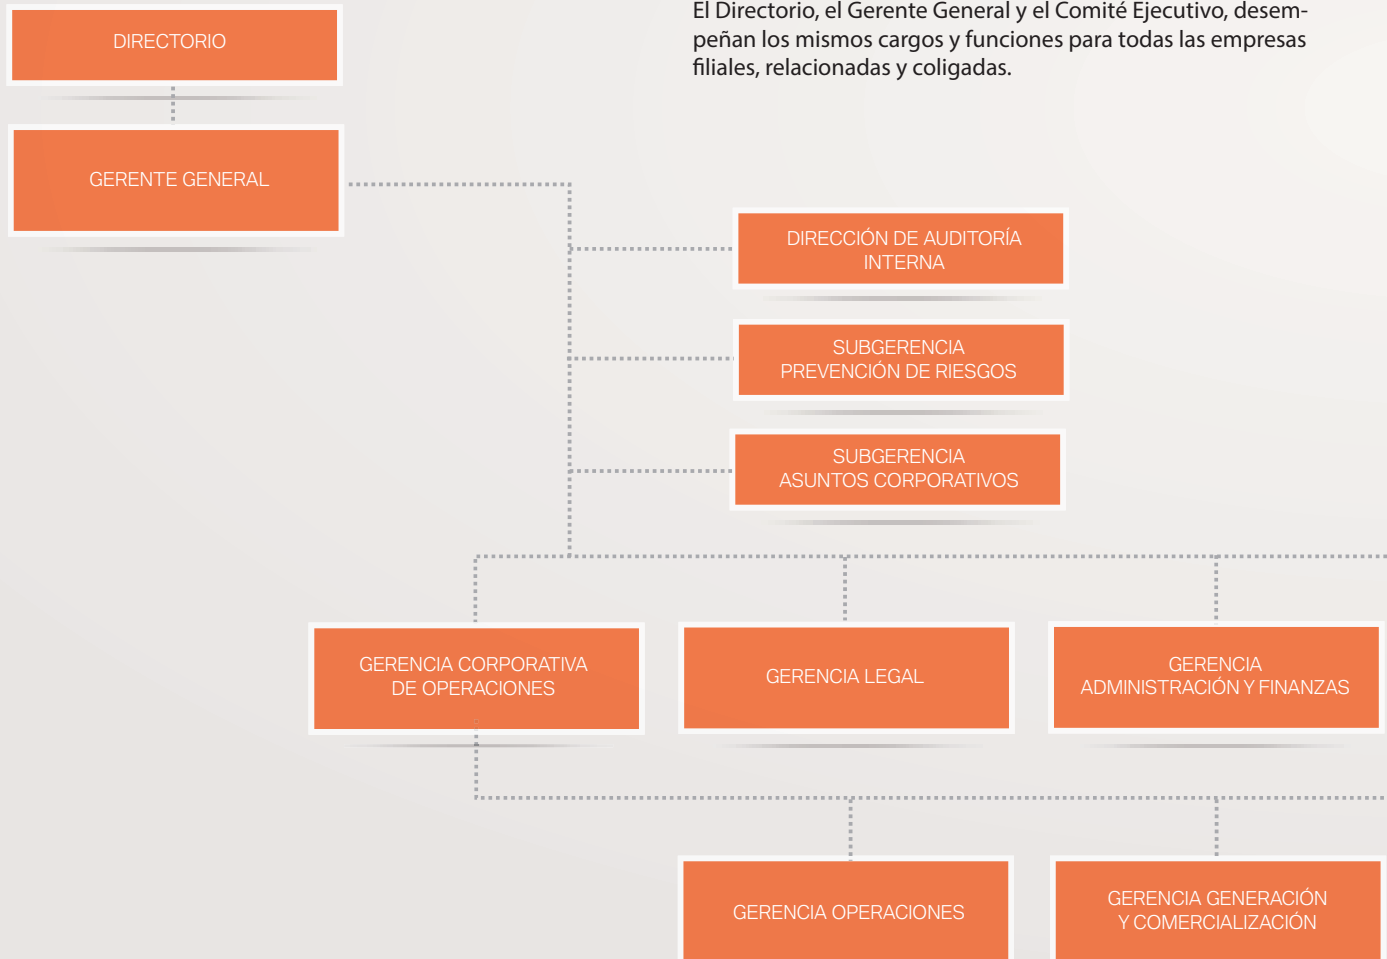 El Directorio, el Gerente General y el Comité Ejecutivo, desem-
peñan los mismos cargos y funciones para todas las empresas
filiales, relacionadas y coligadas.
DIRECTORIO
GERENTE GENERAL
DIRECCIÓN DE AUDITORÍA
INTERNA
SUBGERENCIA
PREVENCIÓN DE RIESGOS
SUBGERENCIA
ASUNTOS CORPORATIVOS
GERENCIA CORPORATIVA
DE OPERACIONES
GERENCIA LEGAL
GERENCIA
ADMINISTRACIÓN Y FINANZAS
GERENCIA OPERACIONES
GERENCIA GENERACIÓN
Y COMERCIALIZACIÓN